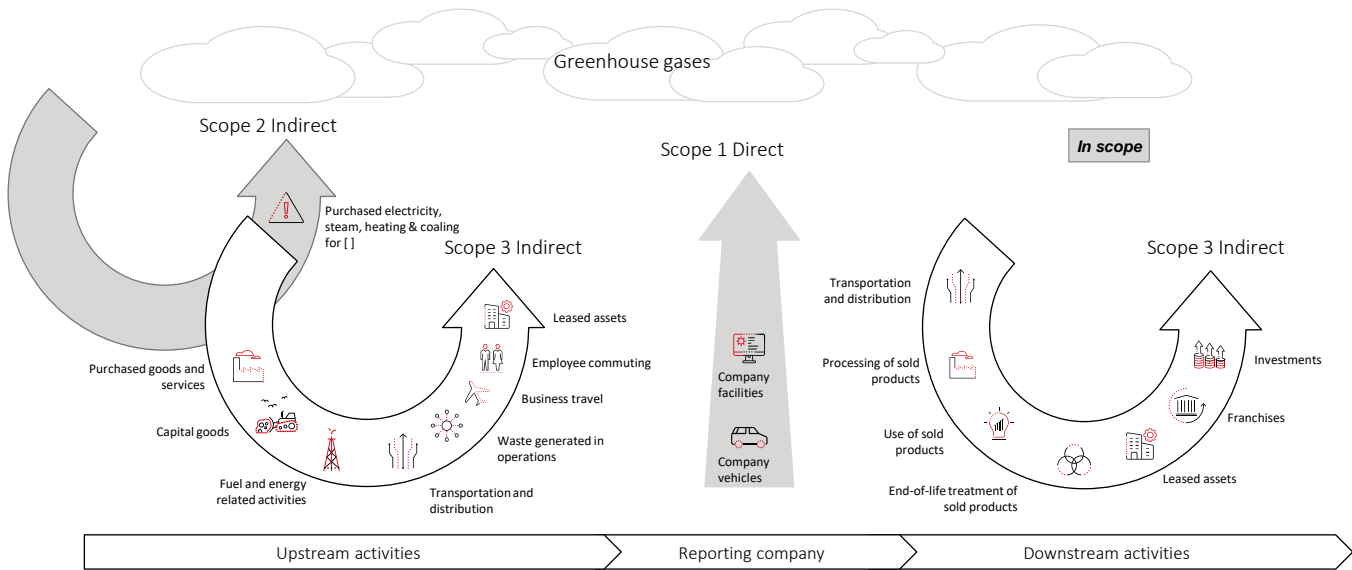 Greenhouse gases
Scope 2 Indirect
Purchased electricity,
steam, heating & coaling
for [ ]
Scope 3 Indirect
Leased assets
Employee commuting
Business travel
Waste generated in
operations
Transportation and
distribution
Fuel and energy
related activities
Capital goods
Purchased goods and
services
Scope 1 Direct
Company
facilities
Company
vehicles
In scope
Scope 3 Indirect
Transportation
and distribution
Processing of sold
products
Use of sold
products
End-of-life treatment of
sold products
Leased assets
Franchises
Investments
Upstream activities
Reporting company
Downstream activities